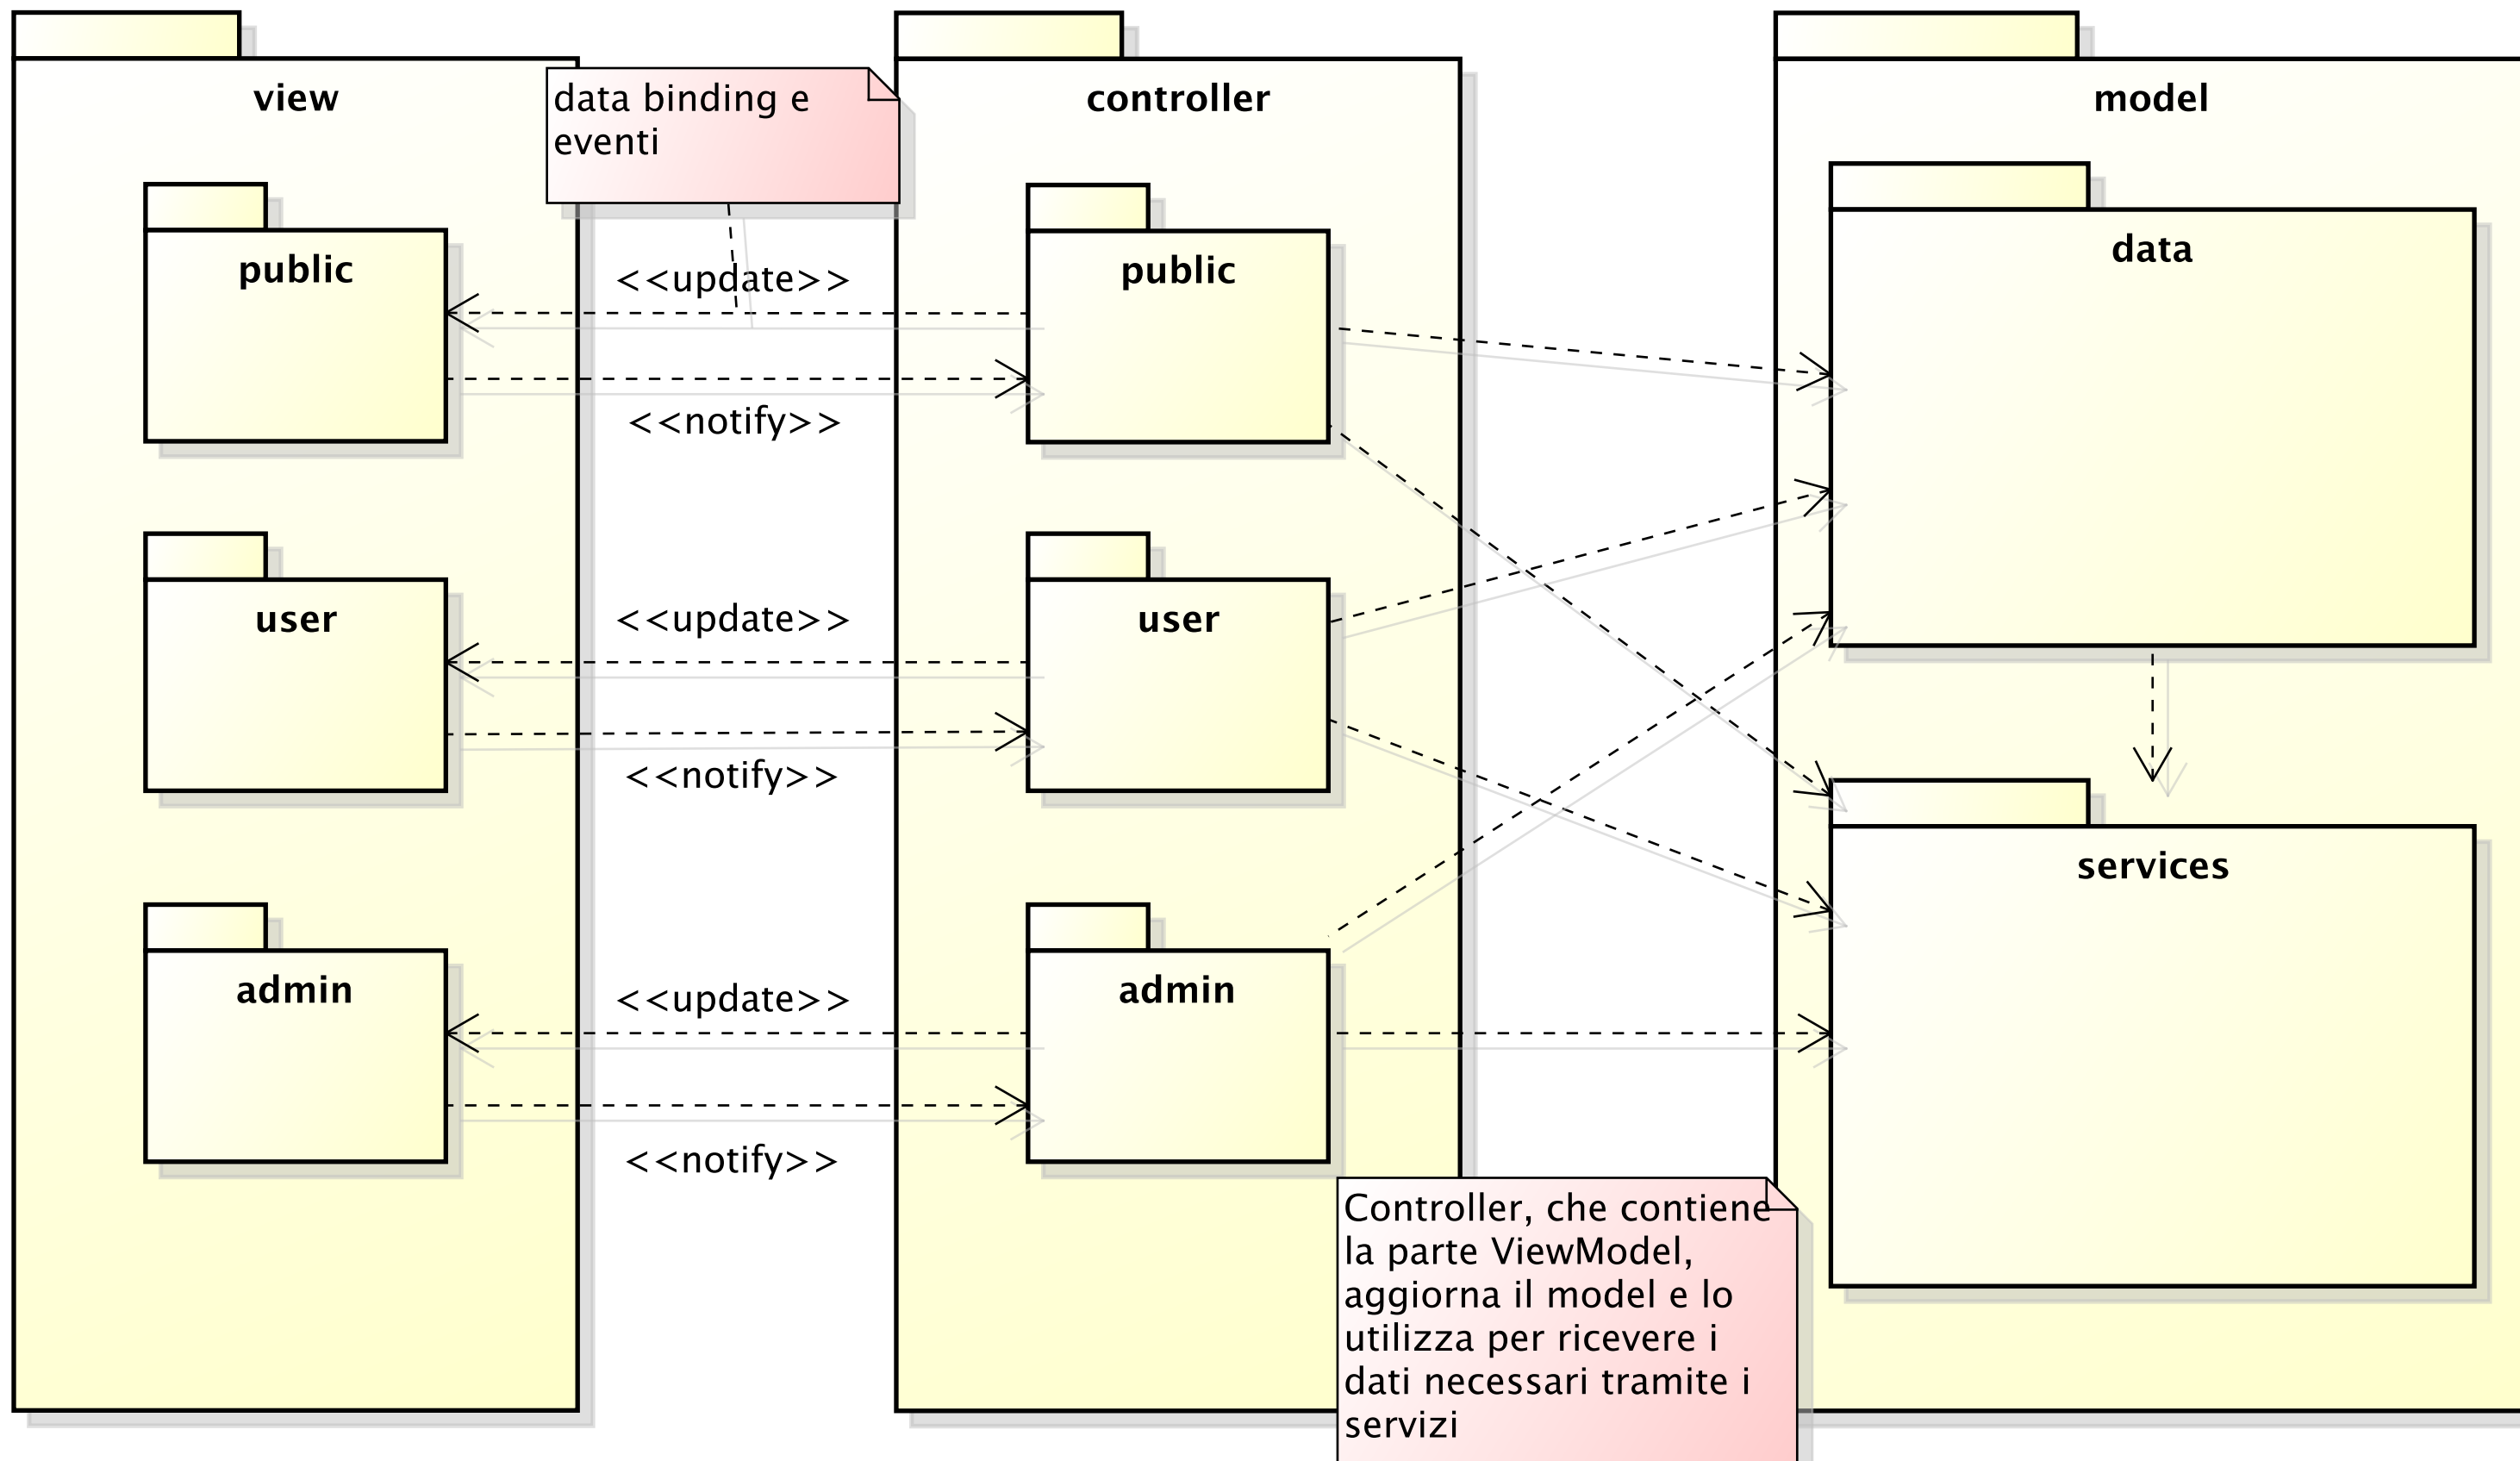 view
data binding e
eventi
controller
model
public
<<update>>
<<notify>>
public
data
user
<<update>>
<<notify>>
user
services
admin
<<update>>
<<notify>>
admin
Controller, che contiene
la parte ViewModel,
aggiorna il model e lo
utilizza per ricevere i
dati necessari tramite i
servizi